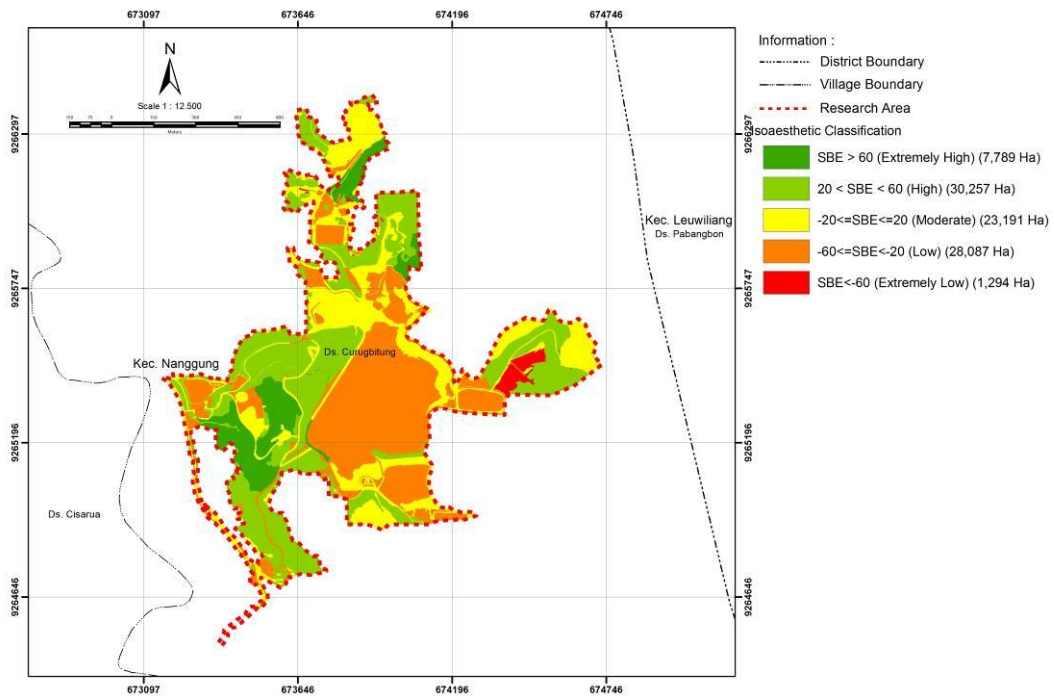 673097 673646 674196 674746
N
Scale 1 : 12.500
Meters
9266297 9266297
9265747 9265747
9265196 9265196
9264646 9264646
Kec. Leuwiliang
Ds. Pabangbon
Ds. Curugbitung
Kec. Nanggung
Ds. Cisarua
673097 673646 674196 674746
Information :
District Boundary
Village Boundary
Research Area
Isoaesthetic Classification
SBE > 60 (Extremely High) (7,789 Ha)
20 < SBE < 60 (High) (30,257 Ha)
-20<=SBE<=20 (Moderate) (23,191 Ha)
-60<=SBE<-20 (Low) (28,087 Ha)
SBE<-60 (Extremely Low) (1,294 Ha)